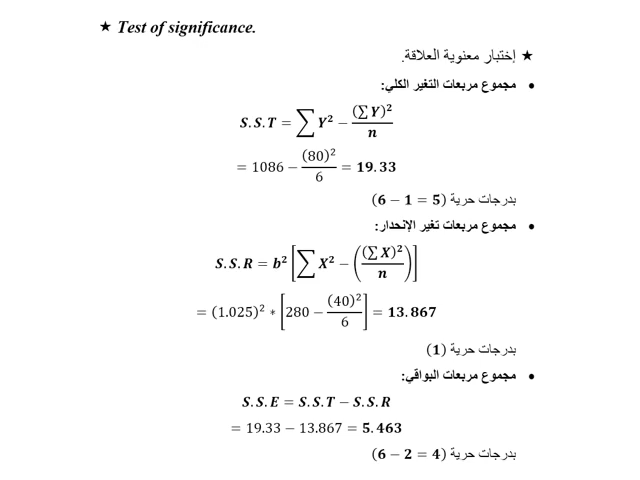 ★ Test of significance.
★ إختبار معنوية العلاقة.
• مجموع مربعات التغير الكلي:
S.S.T = ∑Y² − (∑Y)²/n
= 1086 − (80)²/6 = 19.33
بدرجات حرية (6 − 1 = 5)
• مجموع مربعات تغير الإنحدار:
S.S.R = b² [∑X² − ((∑X)²/n)]
= (1.025)² * [280 − (40)²/6] = 13.867
بدرجات حرية (1)
• مجموع مربعات البواقي:
S.S.E = S.S.T − S.S.R
= 19.33 − 13.867 = 5.463
بدرجات حرية (6 − 2 = 4)